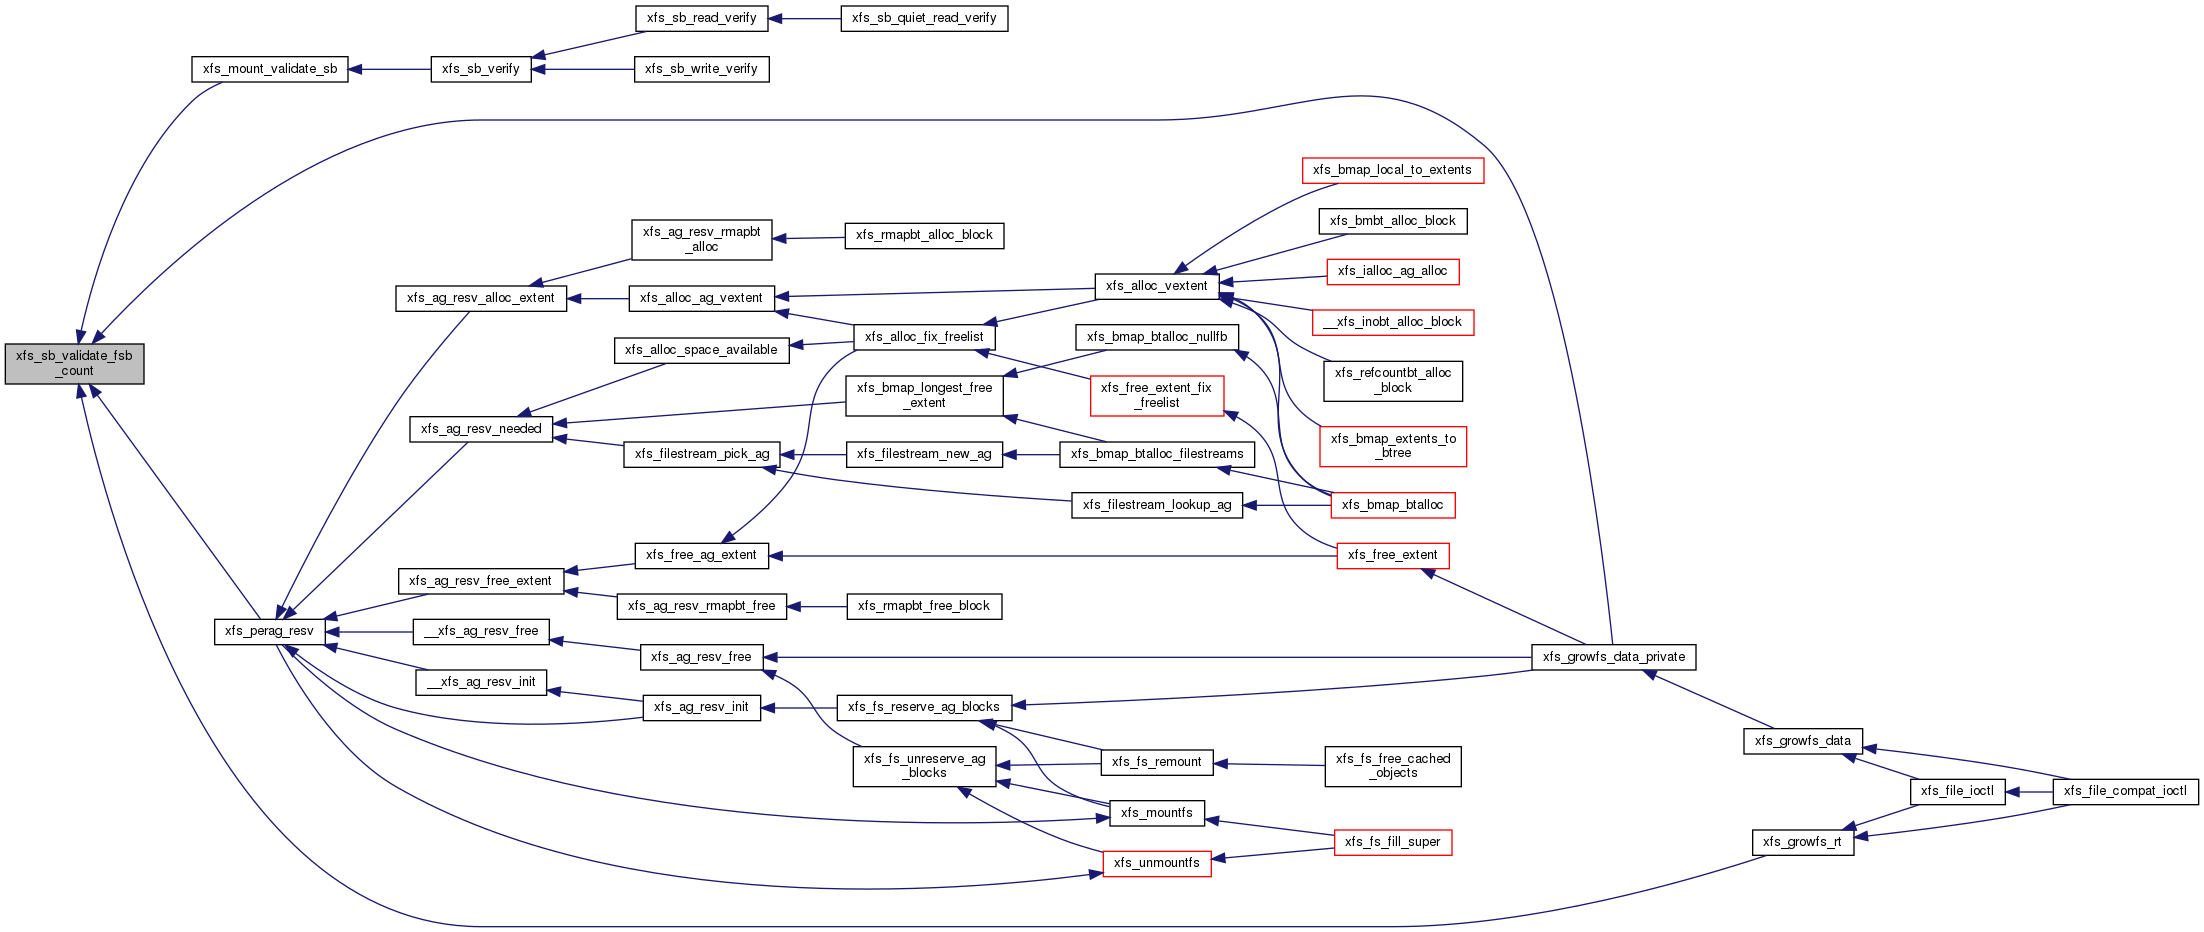 xfs_sb_read_verify
xfs_sb_quiet_read_verify
xfs_mount_validate_sb
xfs_sb_verify
xfs_sb_write_verify
xfs_bmap_local_to_extents
xfs_bmbt_alloc_block
xfs_ag_resv_rmapbt
_alloc
xfs_rmapbt_alloc_block
xfs_ialloc_ag_alloc
xfs_alloc_vextent
xfs_ag_resv_alloc_extent
xfs_alloc_ag_vextent
__xfs_inobt_alloc_block
xfs_alloc_fix_freelist
xfs_bmap_btalloc_nullfb
xfs_sb_validate_fsb
_count
xfs_alloc_space_available
xfs_refcountbt_alloc
_block
xfs_bmap_longest_free
_extent
xfs_free_extent_fix
_freelist
xfs_ag_resv_needed
xfs_bmap_extents_to
_btree
xfs_filestream_pick_ag
xfs_filestream_new_ag
xfs_bmap_btalloc_filestreams
xfs_filestream_lookup_ag
xfs_bmap_btalloc
xfs_free_ag_extent
xfs_free_extent
xfs_ag_resv_free_extent
xfs_ag_resv_rmapbt_free
xfs_rmapbt_free_block
xfs_perag_resv
__xfs_ag_resv_free
xfs_ag_resv_free
xfs_growfs_data_private
__xfs_ag_resv_init
xfs_ag_resv_init
xfs_fs_reserve_ag_blocks
xfs_growfs_data
xfs_fs_unreserve_ag
_blocks
xfs_fs_remount
xfs_fs_free_cached
_objects
xfs_file_ioctl
xfs_file_compat_ioctl
xfs_mountfs
xfs_fs_fill_super
xfs_growfs_rt
xfs_unmountfs